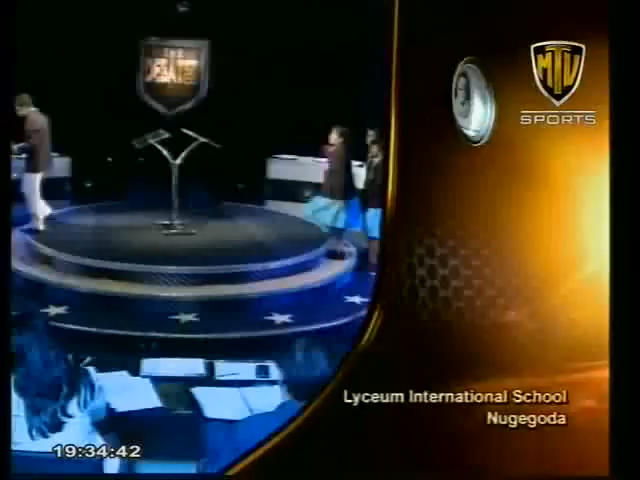 MTV
SPORTS
Lyceum International School
Nugegoda
19:34:42